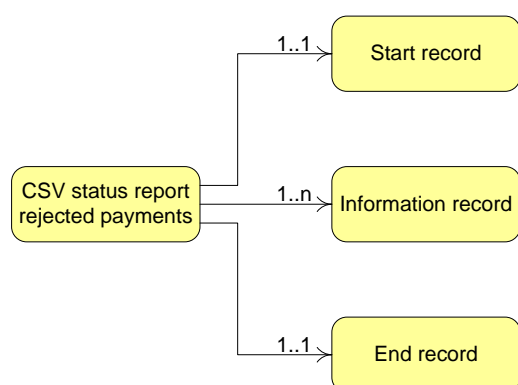 1..1
Start record
CSV status report
rejected payments
1..n
Information record
1..1
End record